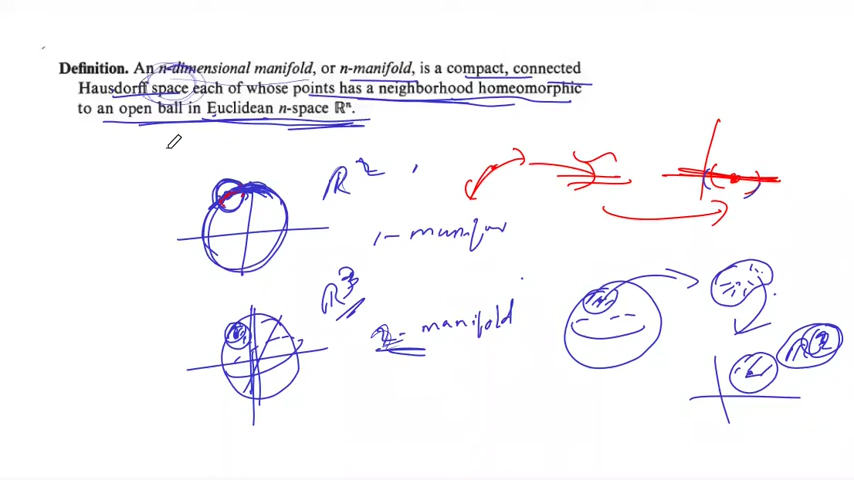 Definition. An n-dimensional manifold, or n-manifold, is a compact, connected
Hausdorff space each of whose points has a neighborhood homeomorphic
to an open ball in Euclidean n-space ℝⁿ.
ℝ²
1-manifold
ℝ³
2-manifold
ℝ²